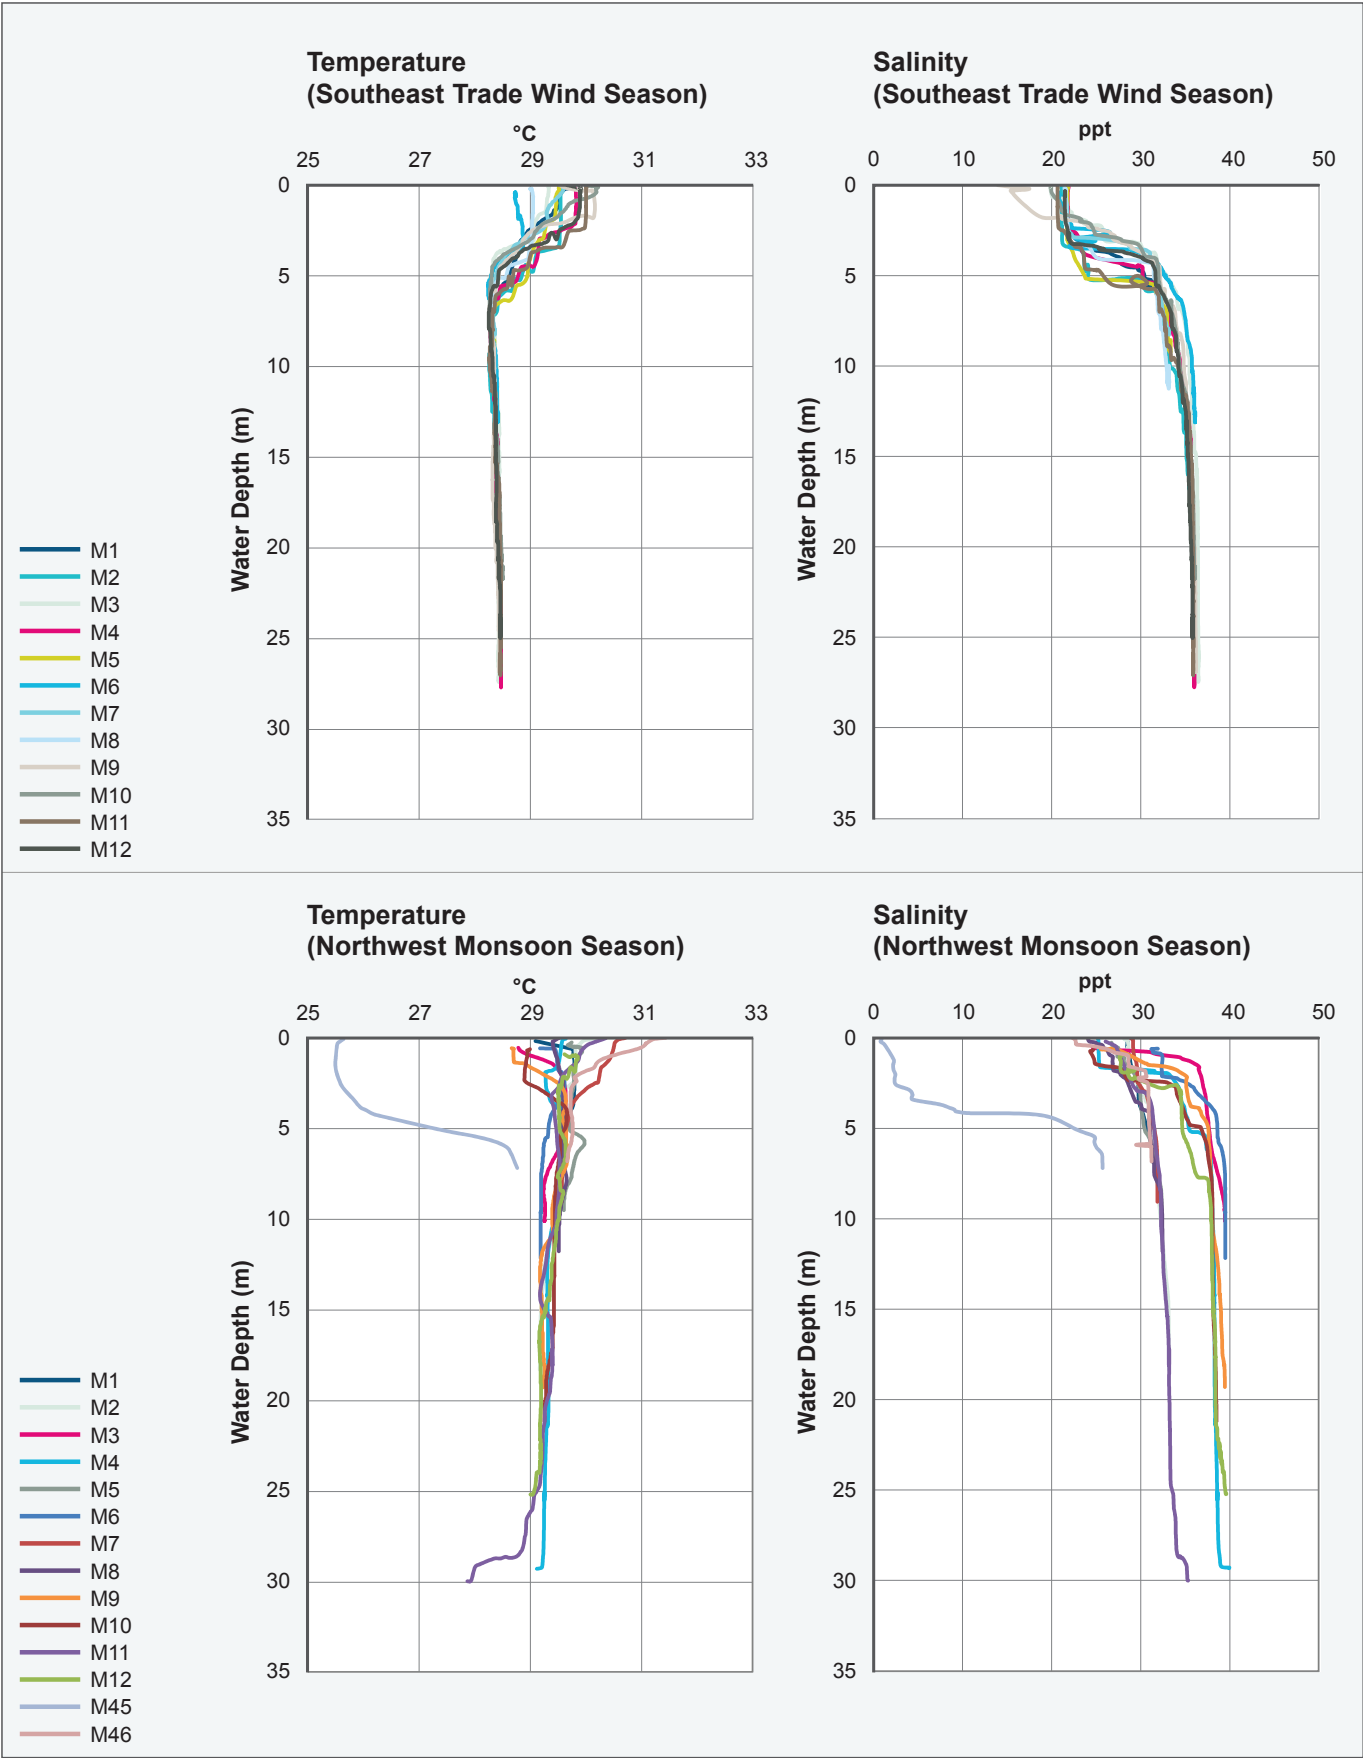 Temperature
(Southeast Trade Wind Season)
°C
25 27 29 31 33
0
5
10
15
20
25
30
35
Water Depth (m)
Salinity
(Southeast Trade Wind Season)
ppt
0 10 20 30 40 50
0
5
10
15
20
25
30
35
Water Depth (m)
M1
M2
M3
M4
M5
M6
M7
M8
M9
M10
M11
M12
Temperature
(Northwest Monsoon Season)
°C
25 27 29 31 33
0
5
10
15
20
25
30
35
Water Depth (m)
Salinity
(Northwest Monsoon Season)
ppt
0 10 20 30 40 50
0
5
10
15
20
25
30
35
Water Depth (m)
M1
M2
M3
M4
M5
M6
M7
M8
M9
M10
M11
M12
M45
M46